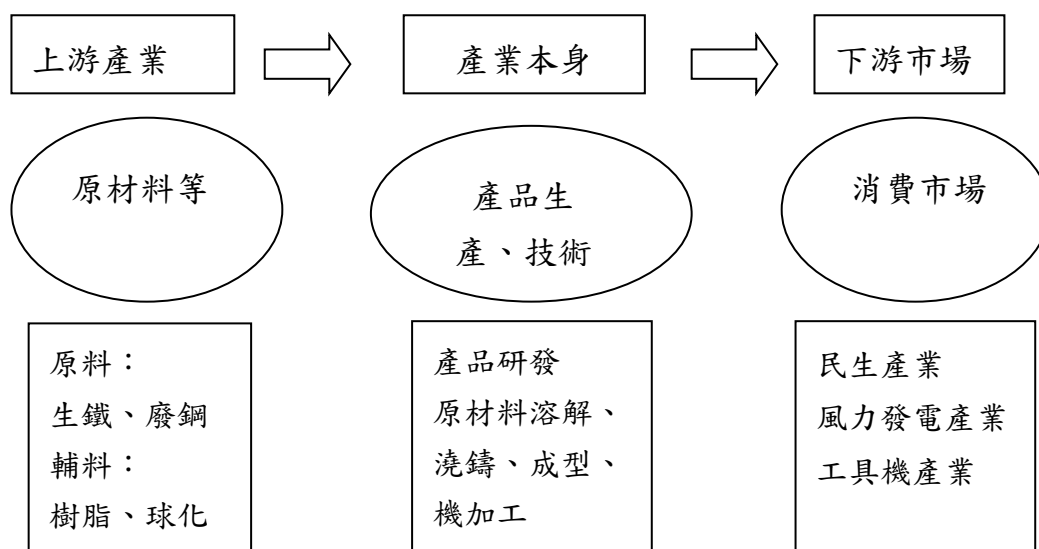 上游產業
產業本身
下游市場
原材料等
產品生
產、技術
消費市場
原料：
生鐵、廢鋼
輔料：
樹脂、球化
產品研發
原材料溶解、
澆鑄、成型、
機加工
民生產業
風力發電產業
工具機產業